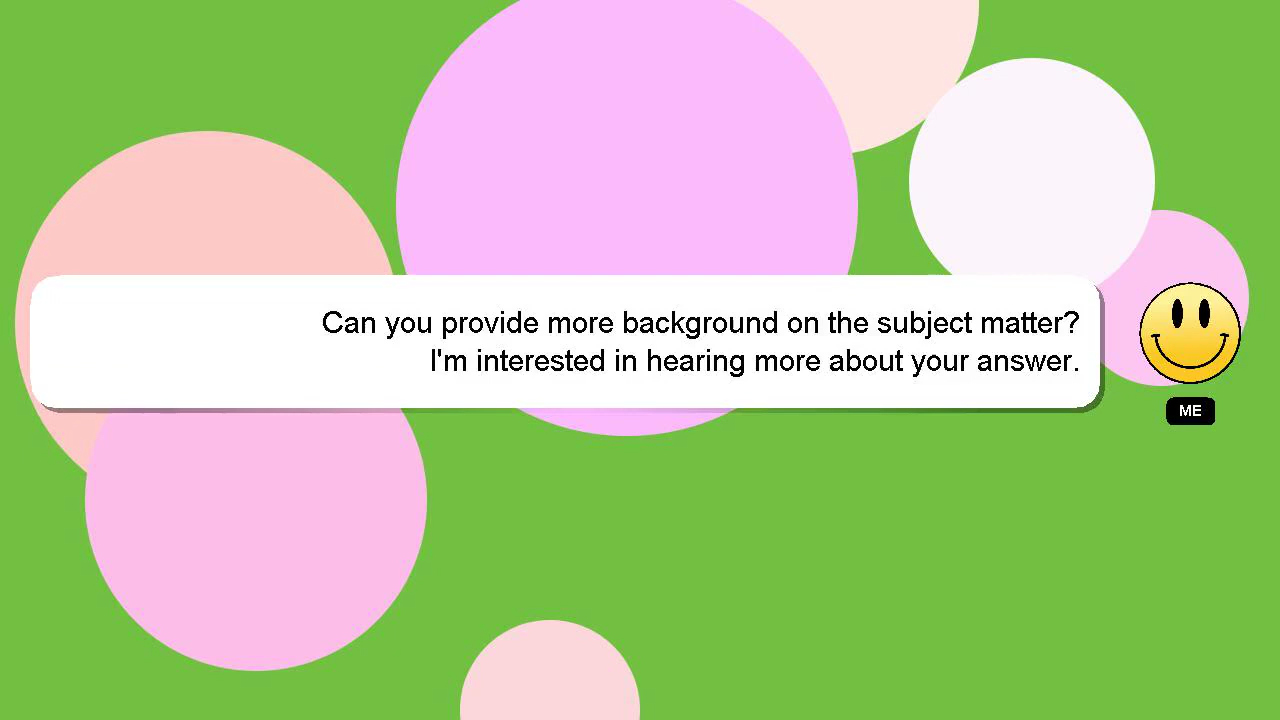 Can you provide more background on the subject matter?
I'm interested in hearing more about your answer.
ME